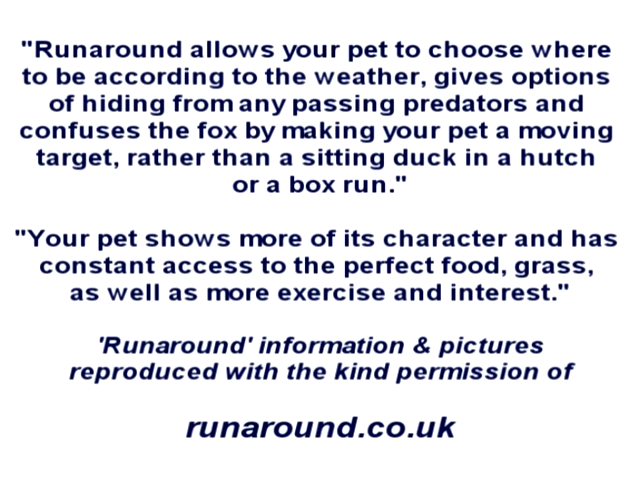 "Runaround allows your pet to choose where
to be according to the weather, gives options
of hiding from any passing predators and
confuses the fox by making your pet a moving
target, rather than a sitting duck in a hutch
or a box run."
"Your pet shows more of its character and has
constant access to the perfect food, grass,
as well as more exercise and interest."
'Runaround' information & pictures
reproduced with the kind permission of
runaround.co.uk